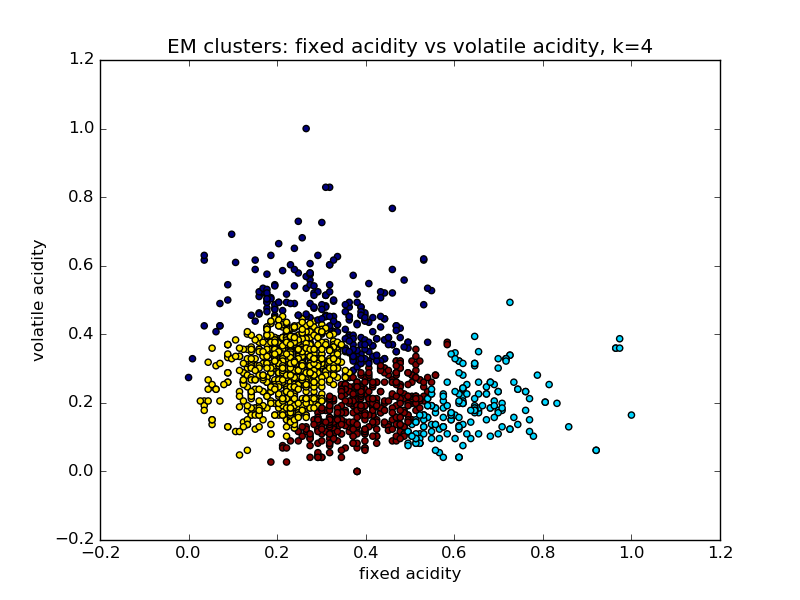 EM clusters: fixed acidity vs volatile acidity, k=4
1.2
1.0
0.8
0.6
0.4
0.2
0.0
−0.2
volatile acidity
−0.2 0.0 0.2 0.4 0.6 0.8 1.0 1.2
fixed acidity